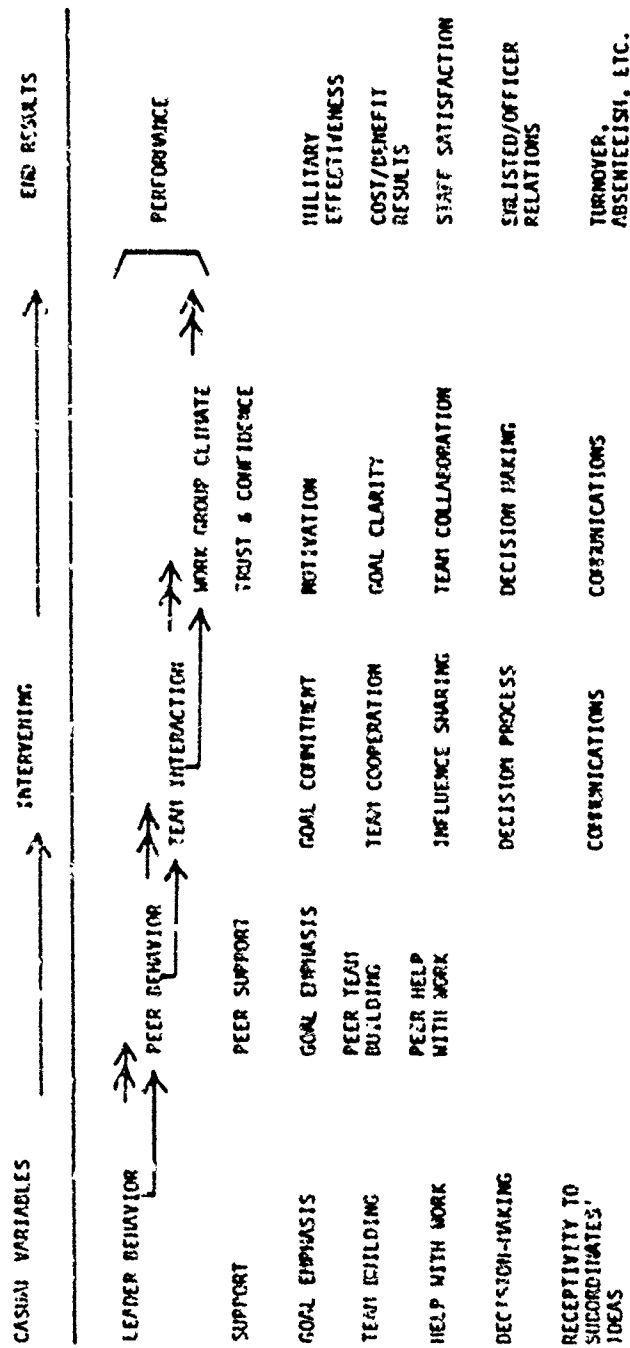 CASUAL VARIABLES
INTERVENING
END RESULTS
LEADER BEHAVIOR
PEER BEHAVIOR
TEAM INTERACTION
WORK GROUP CLIMATE
PERFORMANCE
SUPPORT
PEER SUPPORT
TRUST & CONFIDENCE
GOAL EMPHASIS
GOAL EMPHASIS
GOAL COMMITMENT
MOTIVATION
MILITARY
EFFECTIVENESS
TEAM BUILDING
PEER TEAM
BUILDING
TEAM COOPERATION
GOAL CLARITY
COST/BENEFIT
RESULTS
HELP WITH WORK
PEER HELP
WITH WORK
INFLUENCE SHARING
TEAM COLLABORATION
STAFF SATISFACTION
DECISION-MAKING
DECISION PROCESS
DECISION MAKING
ENLISTED/OFFICER
RELATIONS
RECEPTIVITY TO
SUBORDINATES'
IDEAS
COMMUNICATIONS
COMMUNICATIONS
TURNOVER,
ABSENTEEISM, ETC.